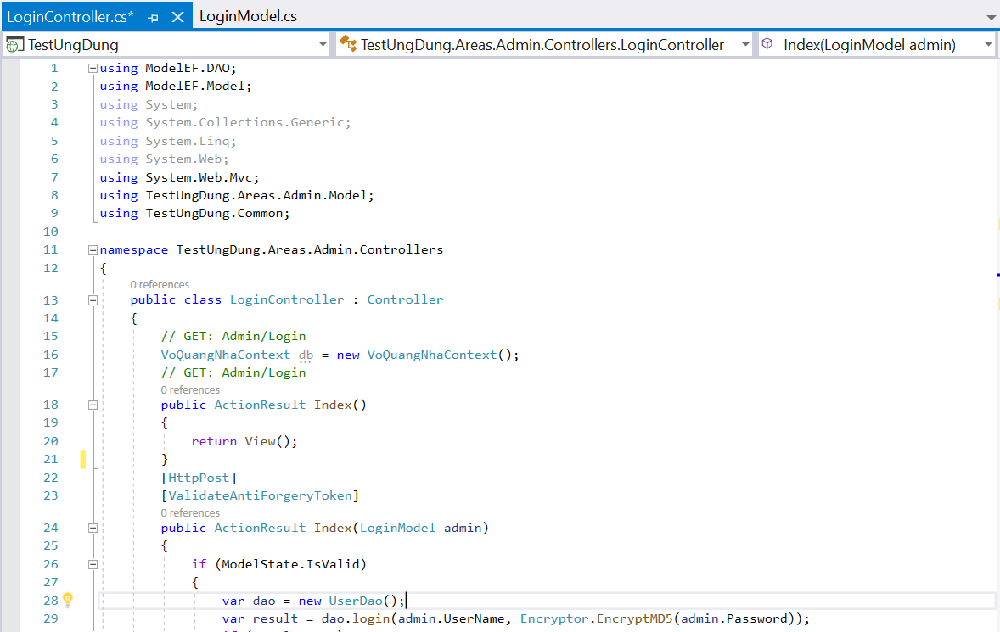 LoginController.cs*
LoginModel.cs
TestUngDung
TestUngDung.Areas.Admin.Controllers.LoginController
Index(LoginModel admin)
1 using ModelEF.DAO;
2 using ModelEF.Model;
3 using System;
4 using System.Collections.Generic;
5 using System.Linq;
6 using System.Web;
7 using System.Web.Mvc;
8 using TestUngDung.Areas.Admin.Model;
9 using TestUngDung.Common;
10
11 namespace TestUngDung.Areas.Admin.Controllers
12 {
0 references
13 public class LoginController : Controller
14 {
15 // GET: Admin/Login
16 VoQuangNhaContext db = new VoQuangNhaContext();
17 // GET: Admin/Login
0 references
18 public ActionResult Index()
19 {
20 return View();
21 }
22 [HttpPost]
23 [ValidateAntiForgeryToken]
0 references
24 public ActionResult Index(LoginModel admin)
25 {
26 if (ModelState.IsValid)
27 {
28 var dao = new UserDao();
29 var result = dao.login(admin.UserName, Encryptor.EncryptMD5(admin.Password));